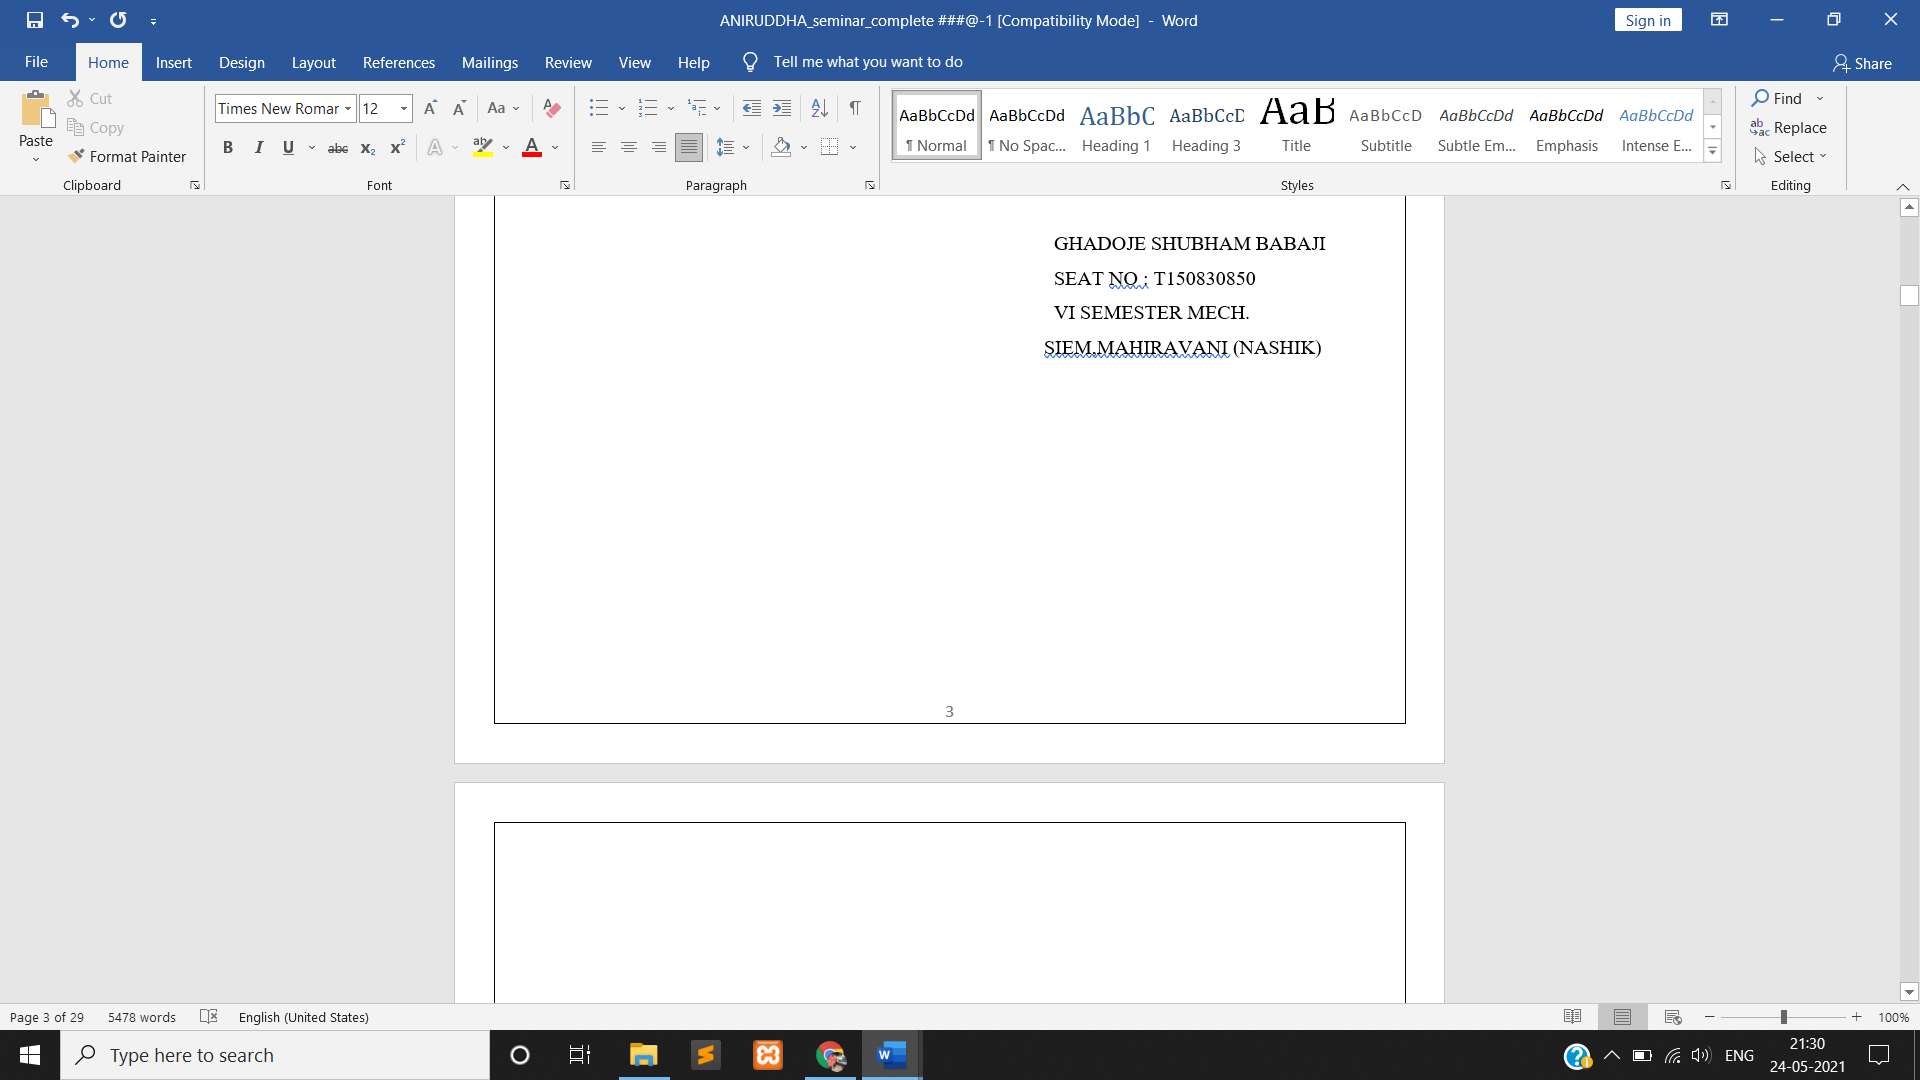 ANIRUDDHA_seminar_complete ###@-1 [Compatibility Mode] - Word
Sign in
File Home Insert Design Layout References Mailings Review View Help Tell me what you want to do
Share
Paste
Cut
Copy
Format Painter
Clipboard
Times New Romar 12
Aa
B I U abc x₂ x² A ab A
Font
Paragraph
AaBbCcDd AaBbCcDd AaBbC AaBbCcD AaB AaBbCcD AaBbCcDd AaBbCcDd AaBbCcDd
¶ Normal ¶ No Spac... Heading 1 Heading 3 Title Subtitle Subtle Em... Emphasis Intense E...
Styles
Find
Replace
Select
Editing
GHADOJE SHUBHAM BABAJI
SEAT NO : T150830850
VI SEMESTER MECH.
SIEM,MAHIRAVANI (NASHIK)
3
Page 3 of 29 5478 words English (United States) 100%
Type here to search
ENG
21:30
24-05-2021